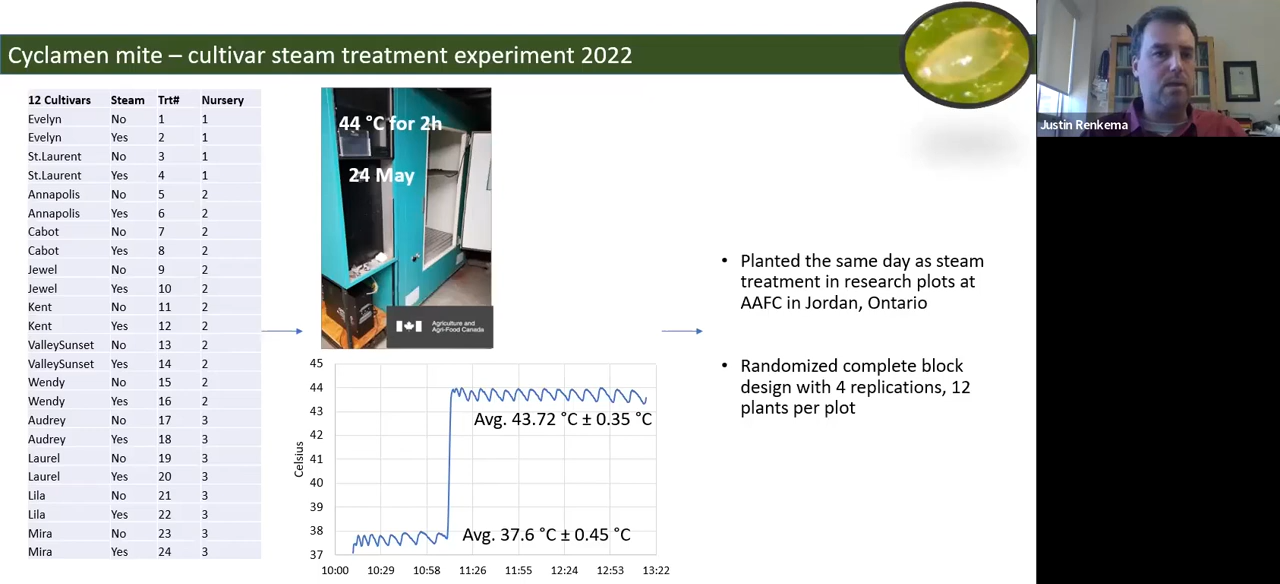 Cyclamen mite – cultivar steam treatment experiment 2022
Justin Renkema
12 Cultivars Steam Trt# Nursery
Evelyn No 1 1
Evelyn Yes 2 1
St.Laurent No 3 1
St.Laurent Yes 4 1
Annapolis No 5 2
Annapolis Yes 6 2
Cabot No 7 2
Cabot Yes 8 2
Jewel No 9 2
Jewel Yes 10 2
Kent No 11 2
Kent Yes 12 2
ValleySunset No 13 2
ValleySunset Yes 14 2
Wendy No 15 2
Wendy Yes 16 2
Audrey No 17 3
Audrey Yes 18 3
Laurel No 19 3
Laurel Yes 20 3
Lila No 21 3
Lila Yes 22 3
Mira No 23 3
Mira Yes 24 3
44 °C for 2h
24 May
Agriculture and
Agri-Food Canada
45
44
43
42
41
40
39
38
37
Celsius
Avg. 43.72 °C ± 0.35 °C
Avg. 37.6 °C ± 0.45 °C
10:00 10:29 10:58 11:26 11:55 12:24 12:53 13:22
• Planted the same day as steam
treatment in research plots at
AAFC in Jordan, Ontario
• Randomized complete block
design with 4 replications, 12
plants per plot